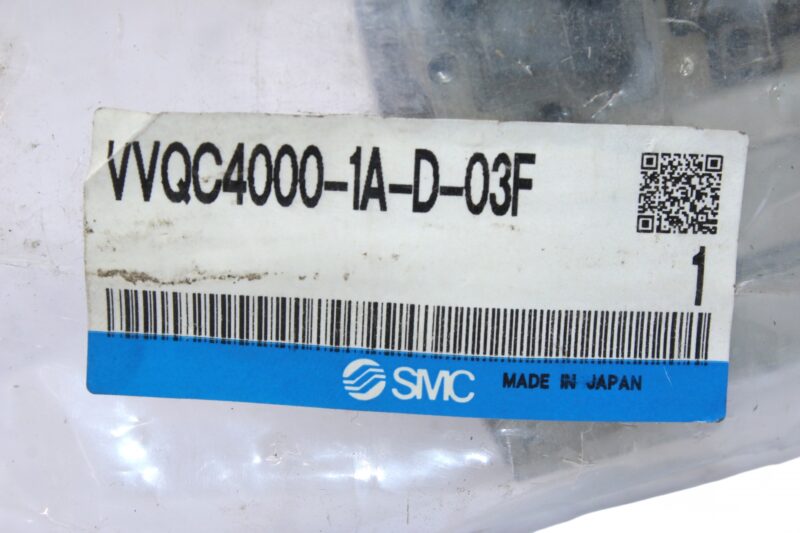 VVQC4000-1A-D-03F
1
SMC MADE IN JAPAN